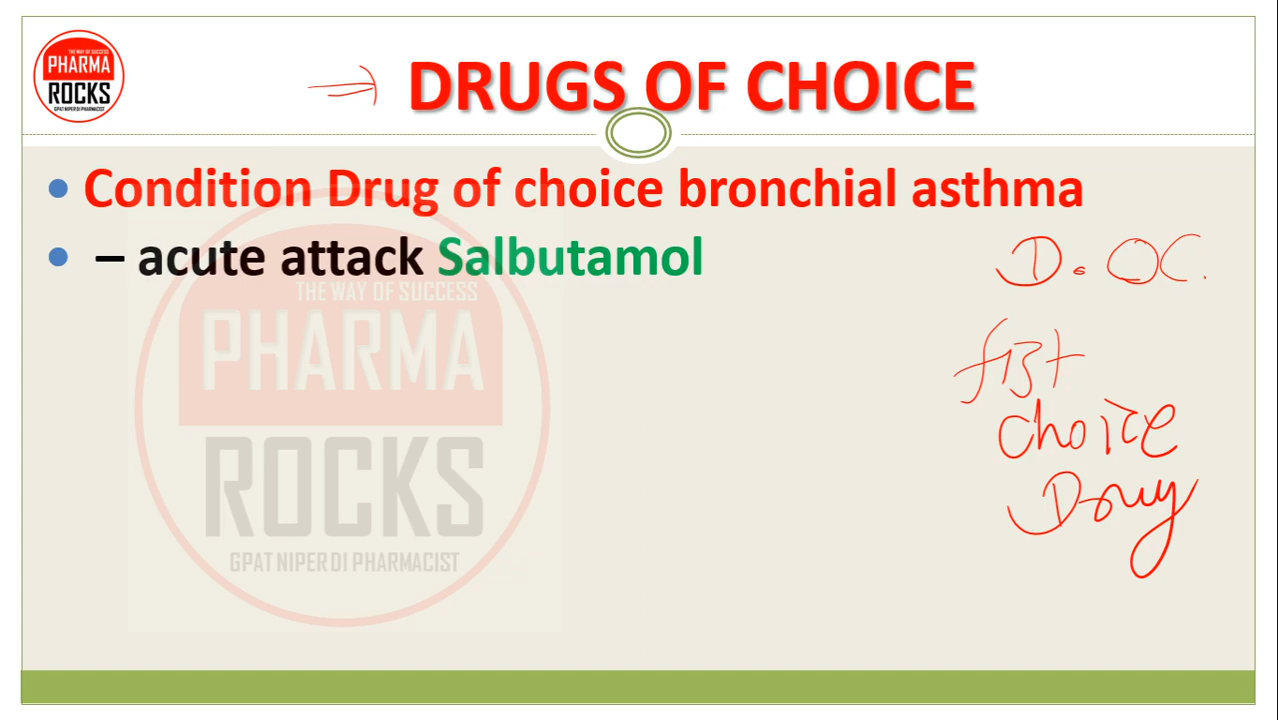 THE WAY OF SUCCESS
PHARMA
ROCKS
GPAT NIPER DI PHARMACIST
DRUGS OF CHOICE
• Condition Drug of choice bronchial asthma
• – acute attack Salbutamol
D. OC.
THE WAY OF SUCCESS
PHARMA
ROCKS
GPAT NIPER DI PHARMACIST
choice
Drug